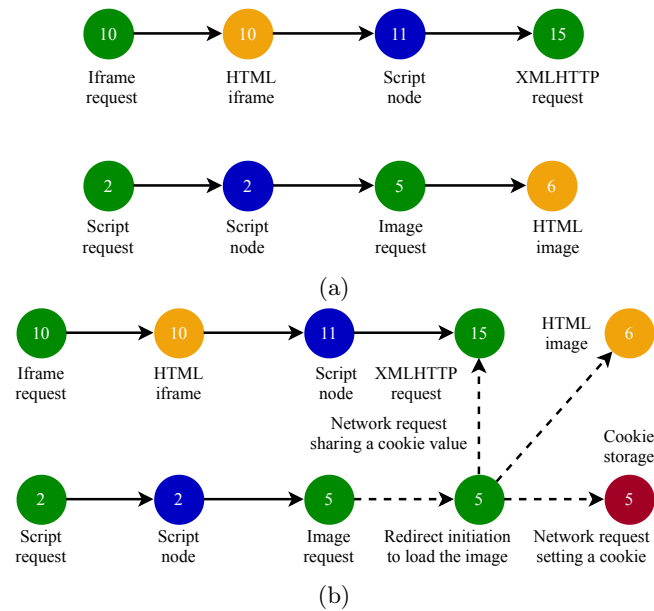 10
10
11
15
Iframe
request
HTML
iframe
Script
node
XMLHTTP
request
2
2
5
6
Script
request
Script
node
Image
request
HTML
image
(a)
10
10
11
15
HTML
image
6
Iframe
request
HTML
iframe
Script
node
XMLHTTP
request
Network request
sharing a cookie value
Cookie
storage
2
2
5
5
5
Script
request
Script
node
Image
request
Redirect initiation
to load the image
Network request
setting a cookie
(b)